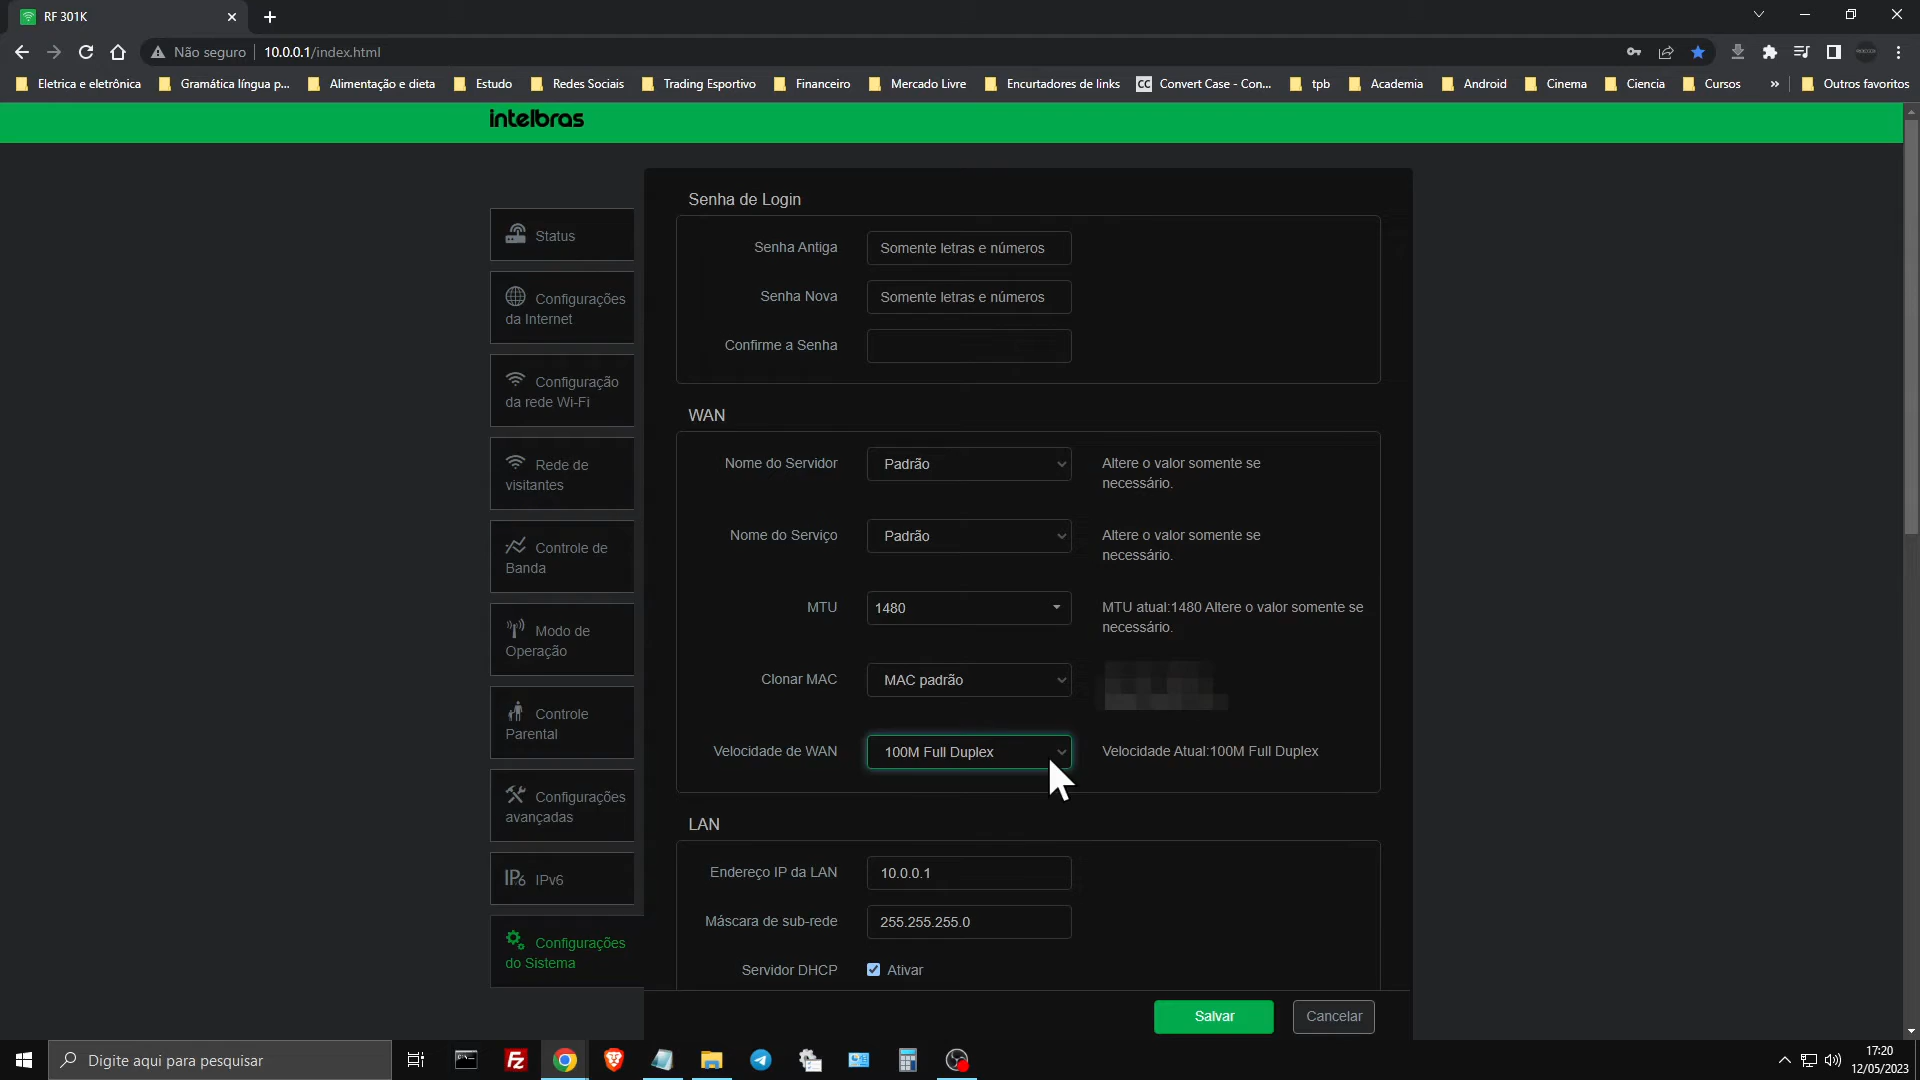 RF 301K
Não seguro
10.0.0.1/index.html
Eletrica e eletrônica
Gramática língua p...
Alimentação e dieta
Estudo
Redes Sociais
Trading Esportivo
Financeiro
Mercado Livre
Encurtadores de links
CC
Convert Case - Con...
tpb
Academia
Android
Cinema
Ciencia
Cursos
»
Outros favoritos
intelbras
Status
Configurações
da Internet
Configuração
da rede Wi-Fi
Rede de
visitantes
Controle de
Banda
Modo de
Operação
Controle
Parental
Configurações
avançadas
IPv6
IPv6
Configurações
do Sistema
Senha de Login
Senha Antiga
Somente letras e números
Senha Nova
Somente letras e números
Confirme a Senha
WAN
Nome do Servidor
Padrão
Altere o valor somente se
necessário.
Nome do Serviço
Padrão
Altere o valor somente se
necessário.
MTU
1480
MTU atual:1480 Altere o valor somente se
necessário.
Clonar MAC
MAC padrão
Velocidade de WAN
100M Full Duplex
Velocidade Atual:100M Full Duplex
LAN
Endereço IP da LAN
10.0.0.1
Máscara de sub-rede
255.255.255.0
Servidor DHCP
Ativar
Salvar
Cancelar
Digite aqui para pesquisar
Fz
17:20
12/05/2023